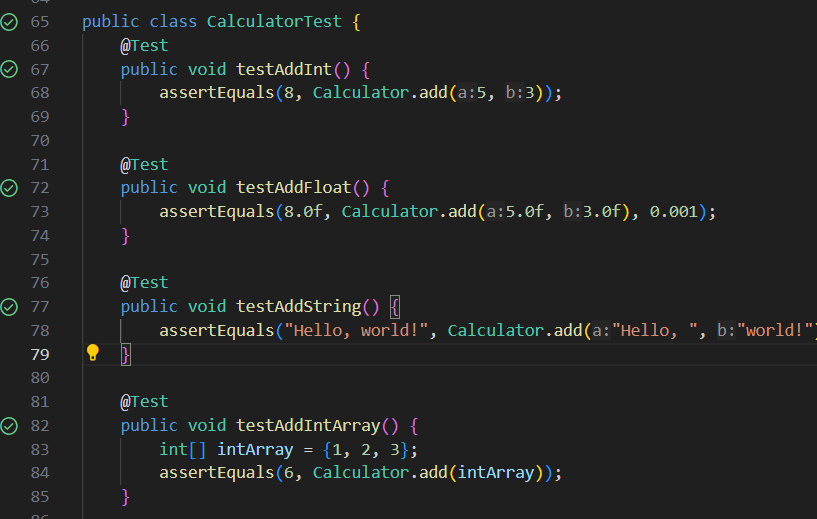 65 public class CalculatorTest {
66 @Test
67 public void testAddInt() {
68 assertEquals(8, Calculator.add(a:5, b:3));
69 }
70
71 @Test
72 public void testAddFloat() {
73 assertEquals(8.0f, Calculator.add(a:5.0f, b:3.0f), 0.001);
74 }
75
76 @Test
77 public void testAddString() {
78 assertEquals("Hello, world!", Calculator.add(a:"Hello, ", b:"world!")
79 }
80
81 @Test
82 public void testAddIntArray() {
83 int[] intArray = {1, 2, 3};
84 assertEquals(6, Calculator.add(intArray));
85 }